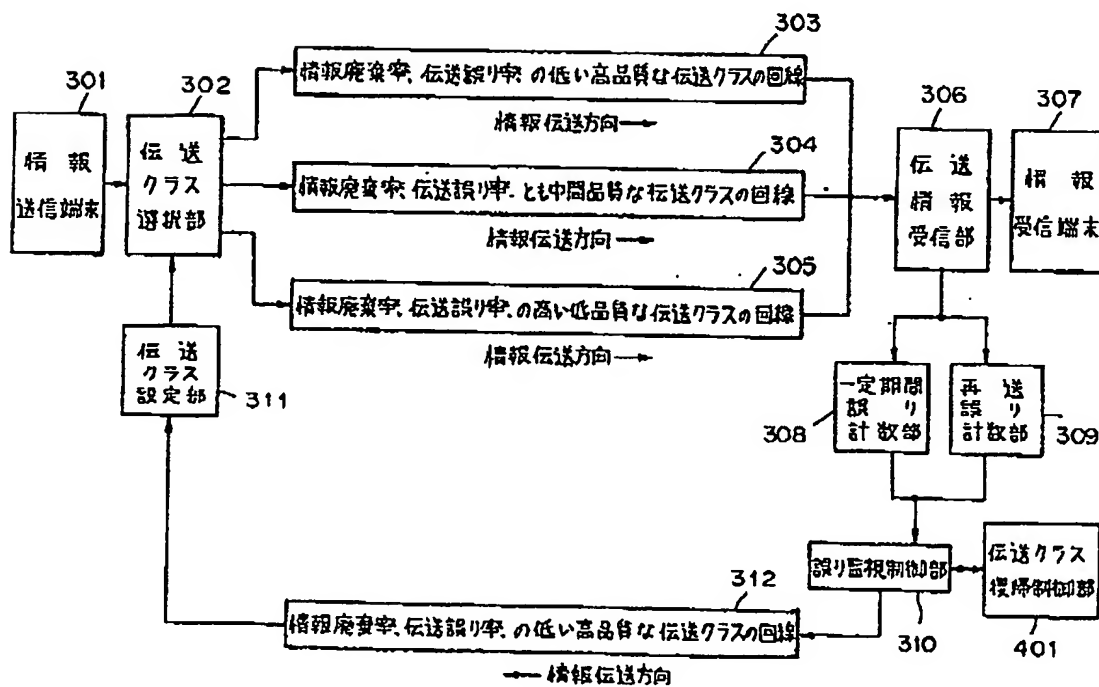 303
情報廃棄率、伝送誤り率、の低い高品質な伝送クラスの回線
情報伝送方向
301
情報
送信端末
302
伝送
クラス
選択部
304
情報廃棄率、伝送誤り率、とも中間品質な伝送クラスの回線
情報伝送方向
305
情報廃棄率、伝送誤り率、の高い低品質な伝送クラスの回線
情報伝送方向
306
伝送
情報
受信部
307
情報
受信端末
伝送
クラス
設定部
311
一定期間
誤り
計数部
308
再送
誤り
計数部
309
誤り監視制御部
310
伝送クラス
復帰制御部
401
312
情報廃棄率、伝送誤り率、の低い高品質な伝送クラスの回線
情報伝送方向